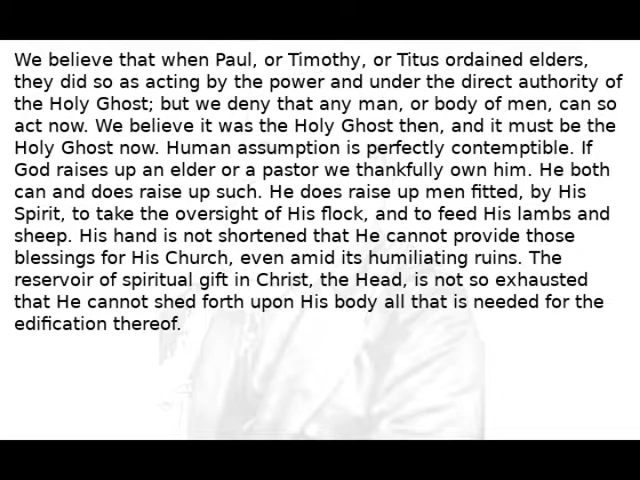 We believe that when Paul, or Timothy, or Titus ordained elders,
they did so as acting by the power and under the direct authority of
the Holy Ghost; but we deny that any man, or body of men, can so
act now. We believe it was the Holy Ghost then, and it must be the
Holy Ghost now. Human assumption is perfectly contemptible. If
God raises up an elder or a pastor we thankfully own him. He both
can and does raise up such. He does raise up men fitted, by His
Spirit, to take the oversight of His flock, and to feed His lambs and
sheep. His hand is not shortened that He cannot provide those
blessings for His Church, even amid its humiliating ruins. The
reservoir of spiritual gift in Christ, the Head, is not so exhausted
that He cannot shed forth upon His body all that is needed for the
edification thereof.